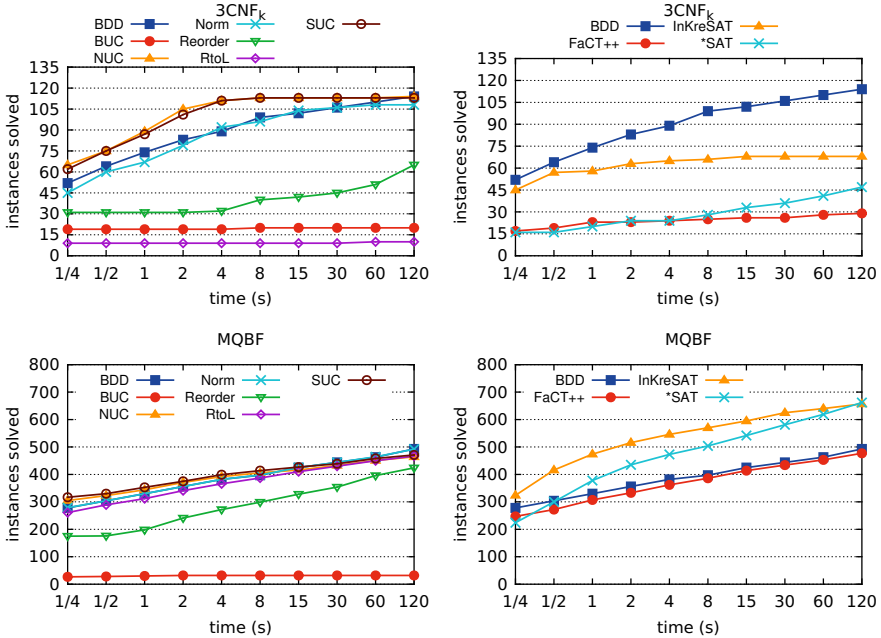 3CNFk
BDD Norm SUC
BUC Reorder
NUC RtoL
135
120
105
90
75
60
45
30
15
0
instances solved
1/4 1/2 1 2 4 8 15 30 60 120
time (s)
3CNFk
BDD InKreSAT
FaCT++ *SAT
135
120
105
90
75
60
45
30
15
0
instances solved
1/4 1/2 1 2 4 8 15 30 60 120
time (s)
MQBF
BDD Norm SUC
BUC Reorder
NUC RtoL
800
700
600
500
400
300
200
100
0
instances solved
1/4 1/2 1 2 4 8 15 30 60 120
time (s)
MQBF
BDD InKreSAT
FaCT++ *SAT
800
700
600
500
400
300
200
100
0
instances solved
1/4 1/2 1 2 4 8 15 30 60 120
time (s)